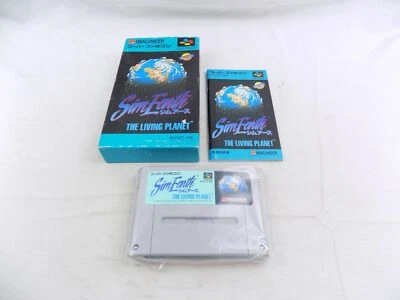 IMAGINEER
スーパーファミコン
SimEarth
シムアース
THE LIVING PLANET
スーパーファミコン
SimEarth
シムアース
THE LIVING PLANET
IMAGINEER
スーパーファミコン
SimEarth
シムアース
THE LIVING PLANET
IMAGINEER